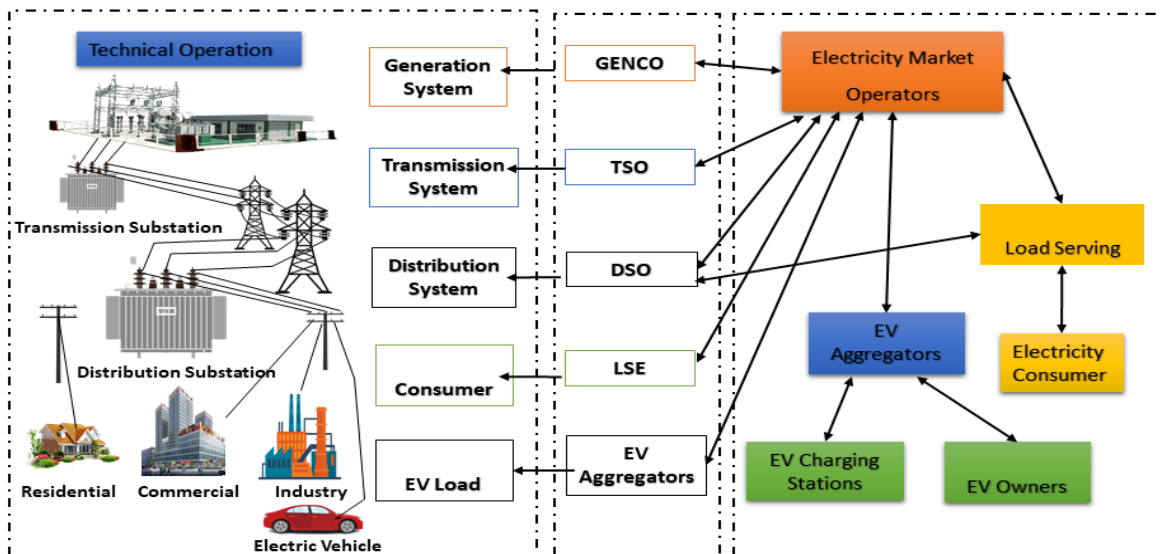 Technical Operation
Transmission Substation
Distribution Substation
Residential
Commercial
Industry
Electric Vehicle
Generation
System
Transmission
System
Distribution
System
Consumer
EV Load
GENCO
TSO
DSO
LSE
EV
Aggregators
Electricity Market
Operators
Load Serving
EV
Aggregators
Electricity
Consumer
EV Charging
Stations
EV Owners